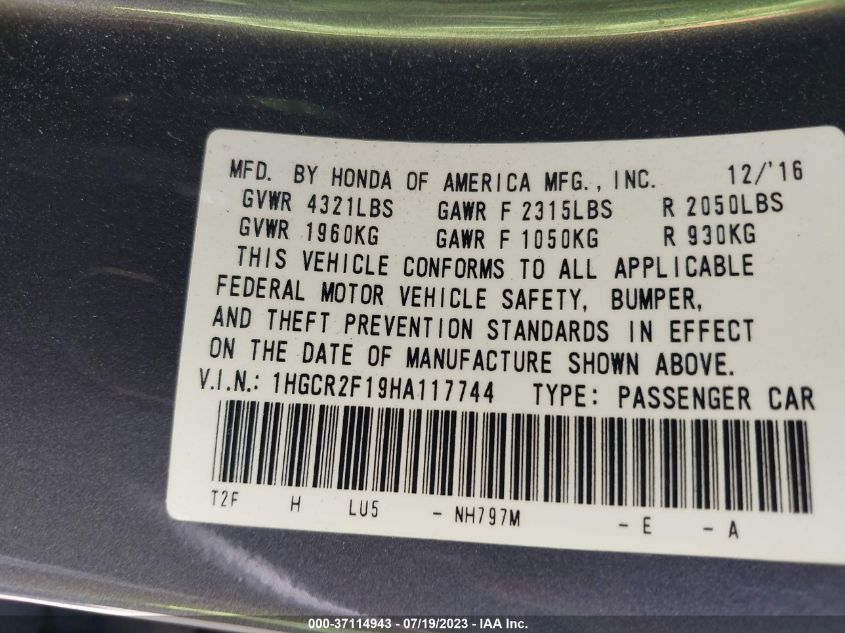 MFD. BY HONDA OF AMERICA MFG., INC. 12/'16
GVWR 4321LBS GAWR F 2315LBS R 2050LBS
GVWR 1960KG GAWR F 1050KG R 930KG
THIS VEHICLE CONFORMS TO ALL APPLICABLE
FEDERAL MOTOR VEHICLE SAFETY, BUMPER,
AND THEFT PREVENTION STANDARDS IN EFFECT
ON THE DATE OF MANUFACTURE SHOWN ABOVE.
V.I.N.: 1HGCR2F19HA117744 TYPE: PASSENGER CAR
T2F H LU5 - NH797M - E - A
000-37114943 - 07/19/2023 - IAA Inc.